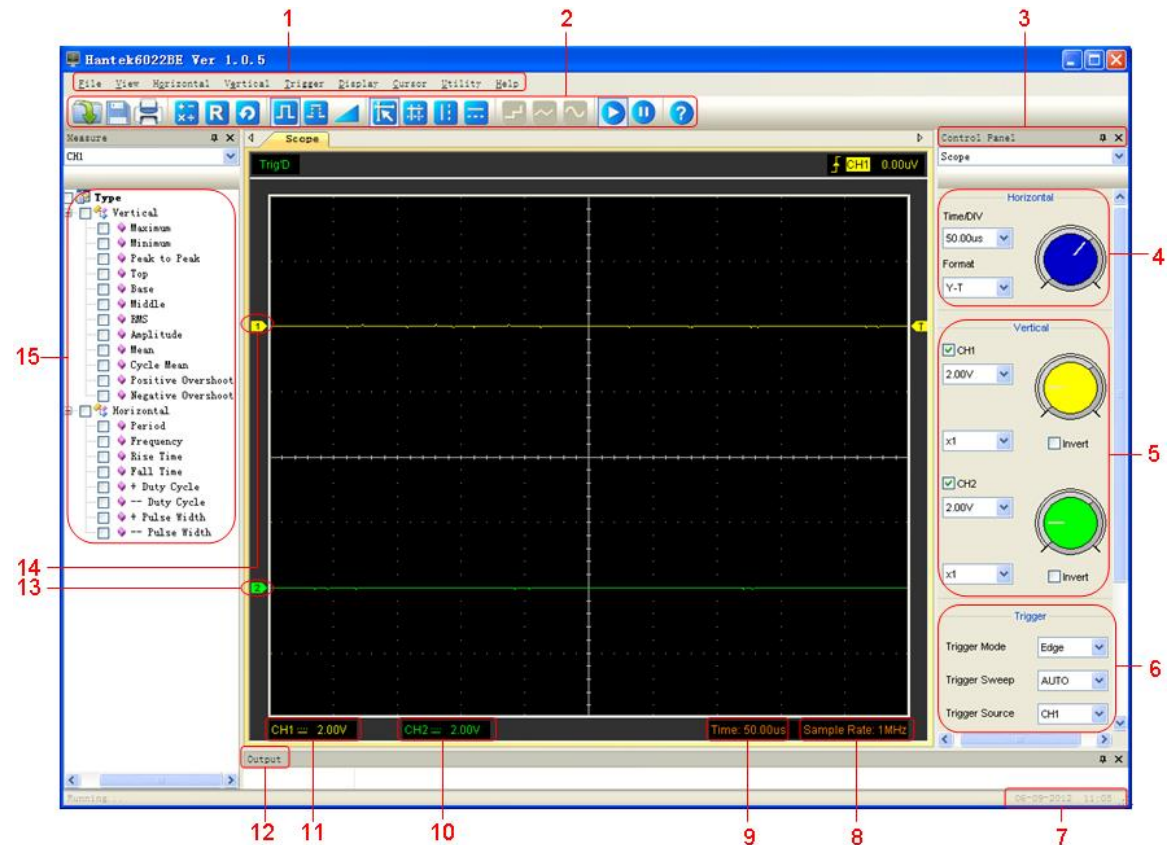 1
2
3
Hantek6022BE Ver 1.0.5
File View Horizontal Vertical Trigger Display Cursor Utility Help
Measure
CH1
Type
Vertical
Maximum
Minimum
Peak to Peak
Top
Base
Middle
RMS
Amplitude
Mean
Cycle Mean
Positive Overshoot
Negative Overshoot
Horizontal
Period
Frequency
Rise Time
Fall Time
+ Duty Cycle
-- Duty Cycle
+ Pulse Width
-- Pulse Width
15
14
13
Scope
Trig'D
CH1 0.00uV
1
T
2
CH1 2.00V
CH2 2.00V
Time: 50.00us
Sample Rate: 1MHz
Control Panel
Scope
Horizontal
Time/DIV
50.00us
Format
Y-T
4
Vertical
CH1
2.00V
x1
Invert
CH2
2.00V
x1
Invert
5
Trigger
Trigger Mode Edge
Trigger Sweep AUTO
Trigger Source CH1
6
Output
Running...
06-09-2012 11:05
12
11
10
9
8
7